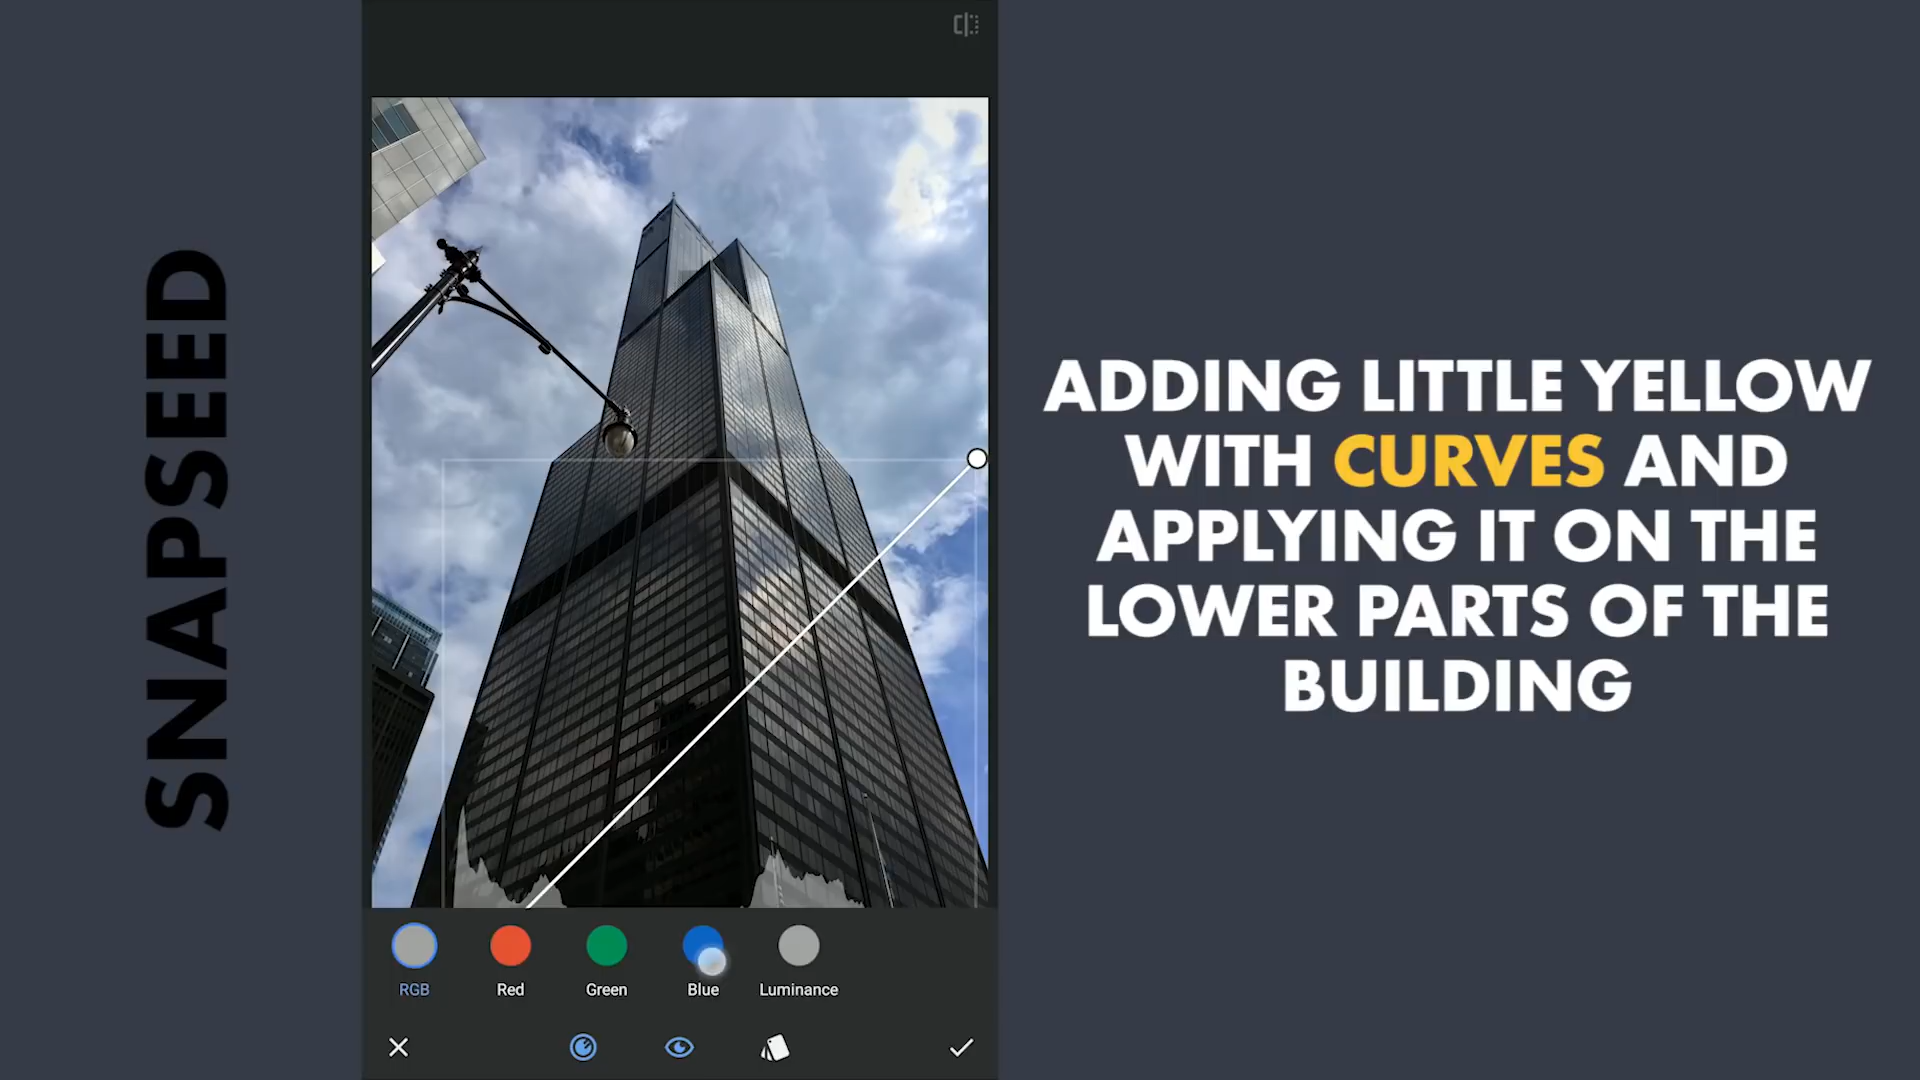 SNAPSEED
ADDING LITTLE YELLOW
WITH CURVES AND
APPLYING IT ON THE
LOWER PARTS OF THE
BUILDING
RGB
Red
Green
Blue
Luminance